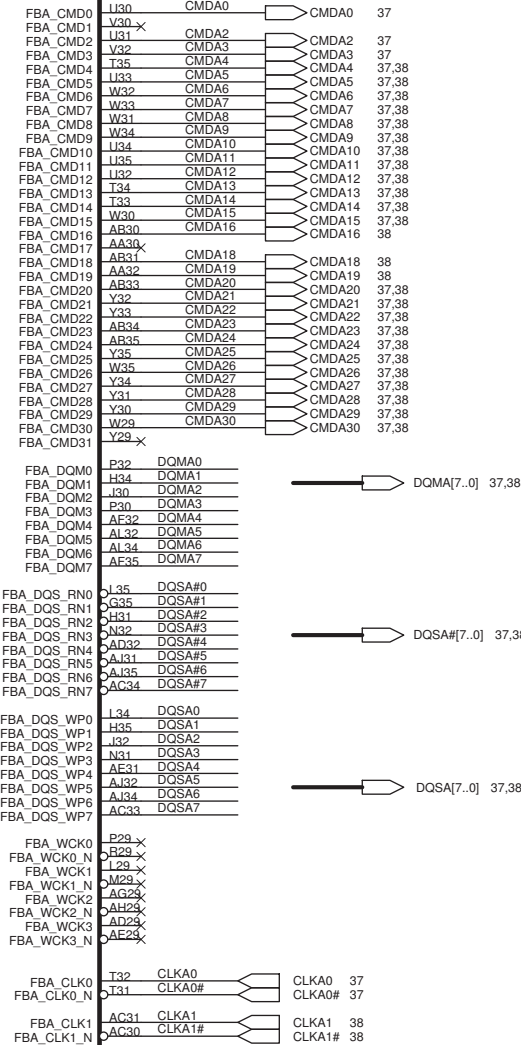 FBA_CMD0 U30 CMDA0 CMDA0 37
FBA_CMD1 V30
FBA_CMD2 U31 CMDA2 CMDA2 37
FBA_CMD3 V32 CMDA3 CMDA3 37
FBA_CMD4 T35 CMDA4 CMDA4 37,38
FBA_CMD5 U33 CMDA5 CMDA5 37,38
FBA_CMD6 W32 CMDA6 CMDA6 37,38
FBA_CMD7 W33 CMDA7 CMDA7 37,38
FBA_CMD8 W31 CMDA8 CMDA8 37,38
FBA_CMD9 W34 CMDA9 CMDA9 37,38
FBA_CMD10 U34 CMDA10 CMDA10 37,38
FBA_CMD11 U35 CMDA11 CMDA11 37,38
FBA_CMD12 U32 CMDA12 CMDA12 37,38
FBA_CMD13 T34 CMDA13 CMDA13 37,38
FBA_CMD14 T33 CMDA14 CMDA14 37,38
FBA_CMD15 W30 CMDA15 CMDA15 37,38
FBA_CMD16 AB30 CMDA16 CMDA16 38
FBA_CMD17 AA30
FBA_CMD18 AB31 CMDA18 CMDA18 38
FBA_CMD19 AA32 CMDA19 CMDA19 38
FBA_CMD20 AB33 CMDA20 CMDA20 37,38
FBA_CMD21 Y32 CMDA21 CMDA21 37,38
FBA_CMD22 Y33 CMDA22 CMDA22 37,38
FBA_CMD23 AB34 CMDA23 CMDA23 37,38
FBA_CMD24 AB35 CMDA24 CMDA24 37,38
FBA_CMD25 Y35 CMDA25 CMDA25 37,38
FBA_CMD26 W35 CMDA26 CMDA26 37,38
FBA_CMD27 Y34 CMDA27 CMDA27 37,38
FBA_CMD28 Y31 CMDA28 CMDA28 37,38
FBA_CMD29 Y30 CMDA29 CMDA29 37,38
FBA_CMD30 W29 CMDA30 CMDA30 37,38
FBA_CMD31 Y29
FBA_DQM0 P32 DQMA0
FBA_DQM1 H34 DQMA1 DQMA[7..0] 37,38
FBA_DQM2 J30 DQMA2
FBA_DQM3 P30 DQMA3
FBA_DQM4 AF32 DQMA4
FBA_DQM5 AL32 DQMA5
FBA_DQM6 AL34 DQMA6
FBA_DQM7 AF35 DQMA7
FBA_DQS_RN0 L35 DQSA#0
FBA_DQS_RN1 G35 DQSA#1
FBA_DQS_RN2 H31 DQSA#2
FBA_DQS_RN3 N32 DQSA#3 DQSA#[7..0] 37,38
FBA_DQS_RN4 AD32 DQSA#4
FBA_DQS_RN5 AJ31 DQSA#5
FBA_DQS_RN6 AJ35 DQSA#6
FBA_DQS_RN7 AC34 DQSA#7
FBA_DQS_WP0 L34 DQSA0
FBA_DQS_WP1 H35 DQSA1
FBA_DQS_WP2 J32 DQSA2
FBA_DQS_WP3 N31 DQSA3
FBA_DQS_WP4 AE31 DQSA4
FBA_DQS_WP5 AJ32 DQSA5 DQSA[7..0] 37,38
FBA_DQS_WP6 AJ34 DQSA6
FBA_DQS_WP7 AC33 DQSA7
FBA_WCK0 P29
FBA_WCK0_N R29
FBA_WCK1 L29
FBA_WCK1_N M29
FBA_WCK2 AG29
FBA_WCK2_N AH29
FBA_WCK3 AD29
FBA_WCK3_N AE29
FBA_CLK0 T32 CLKA0 CLKA0 37
FBA_CLK0_N T31 CLKA0# CLKA0# 37
FBA_CLK1 AC31 CLKA1 CLKA1 38
FBA_CLK1_N AC30 CLKA1# CLKA1# 38